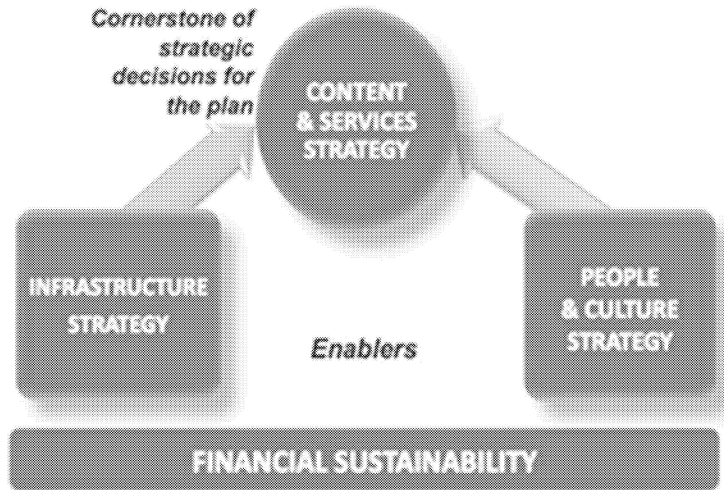 Cornerstone of
strategic
decisions for
the plan
CONTENT
& SERVICES
STRATEGY
INFRASTRUCTURE
STRATEGY
PEOPLE
& CULTURE
STRATEGY
Enablers
FINANCIAL SUSTAINABILITY